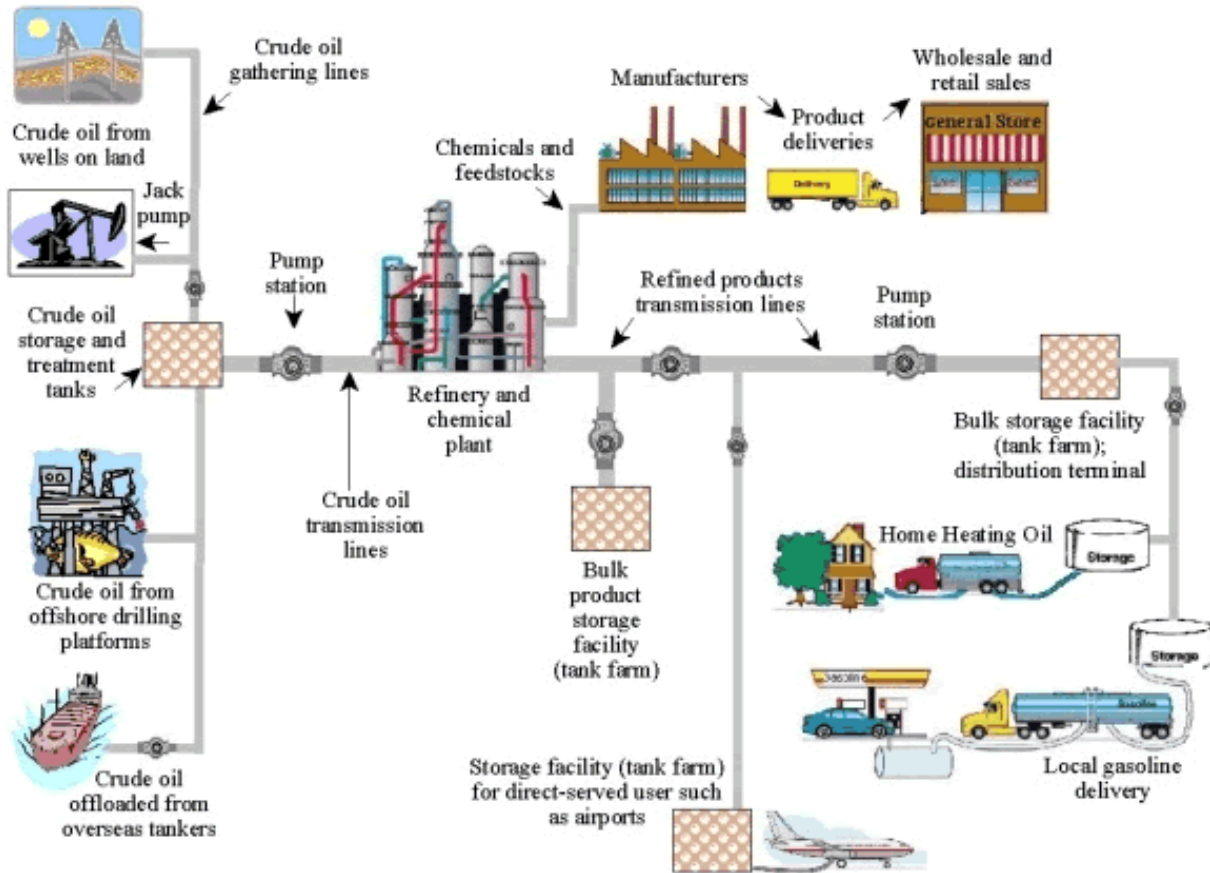 Crude oil
gathering lines
Crude oil from
wells on land
Jack
pump
Manufacturers
Wholesale and
retail sales
Product
deliveries
General Store
Delivery
Chemicals and
feedstocks
Pump
station
Refined products
transmission lines
Pump
station
Crude oil
storage and
treatment
tanks
Refinery and
chemical
plant
Bulk storage facility
(tank farm);
distribution terminal
Crude oil
transmission
lines
Home Heating Oil
Storage
Crude oil from
offshore drilling
platforms
Bulk
product
storage
facility
(tank farm)
Storage
Gasoline
Local gasoline
delivery
Crude oil
offloaded from
overseas tankers
Storage facility (tank farm)
for direct-served user such
as airports